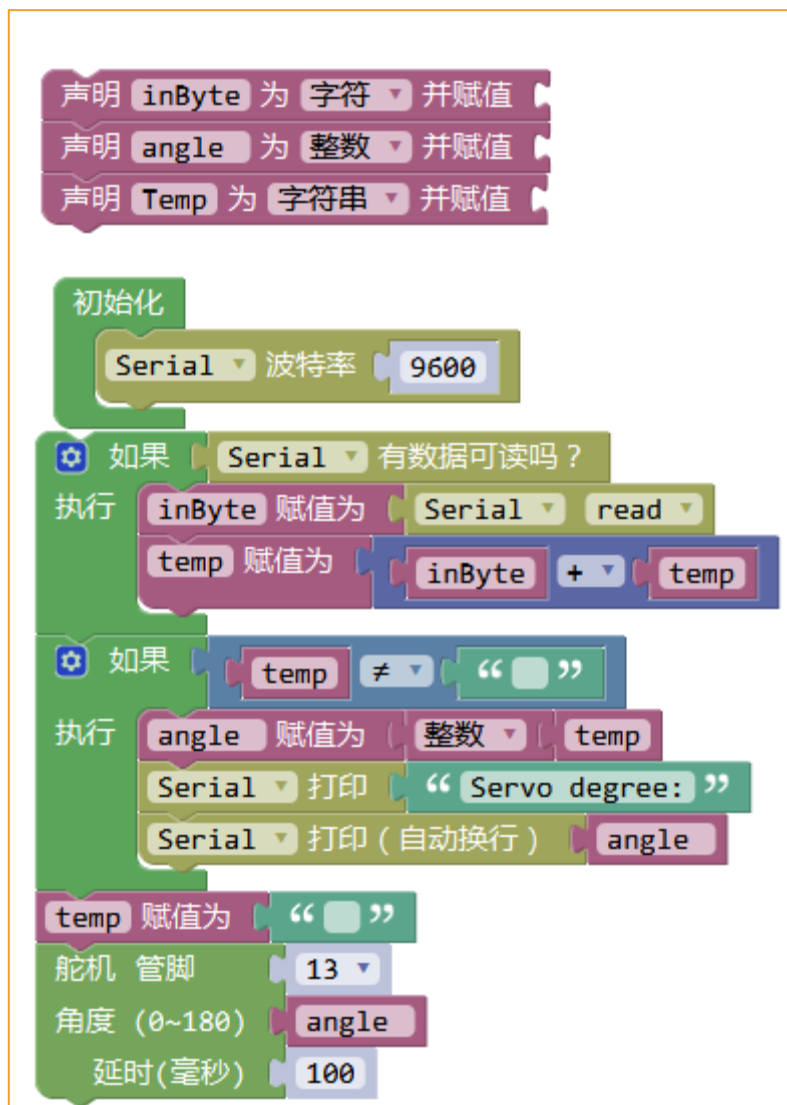 声明 inByte 为 字符 并赋值
声明 angle 为 整数 并赋值
声明 Temp 为 字符串 并赋值
初始化
Serial 波特率 9600
如果 Serial 有数据可读吗？
执行 inByte 赋值为 Serial read
temp 赋值为 inByte + temp
如果 temp ≠ “ ”
执行 angle 赋值为 整数 temp
Serial 打印 “ Servo degree: ”
Serial 打印（自动换行） angle
temp 赋值为 “ ”
舵机 管脚 13
角度 (0~180) angle
延时(毫秒) 100